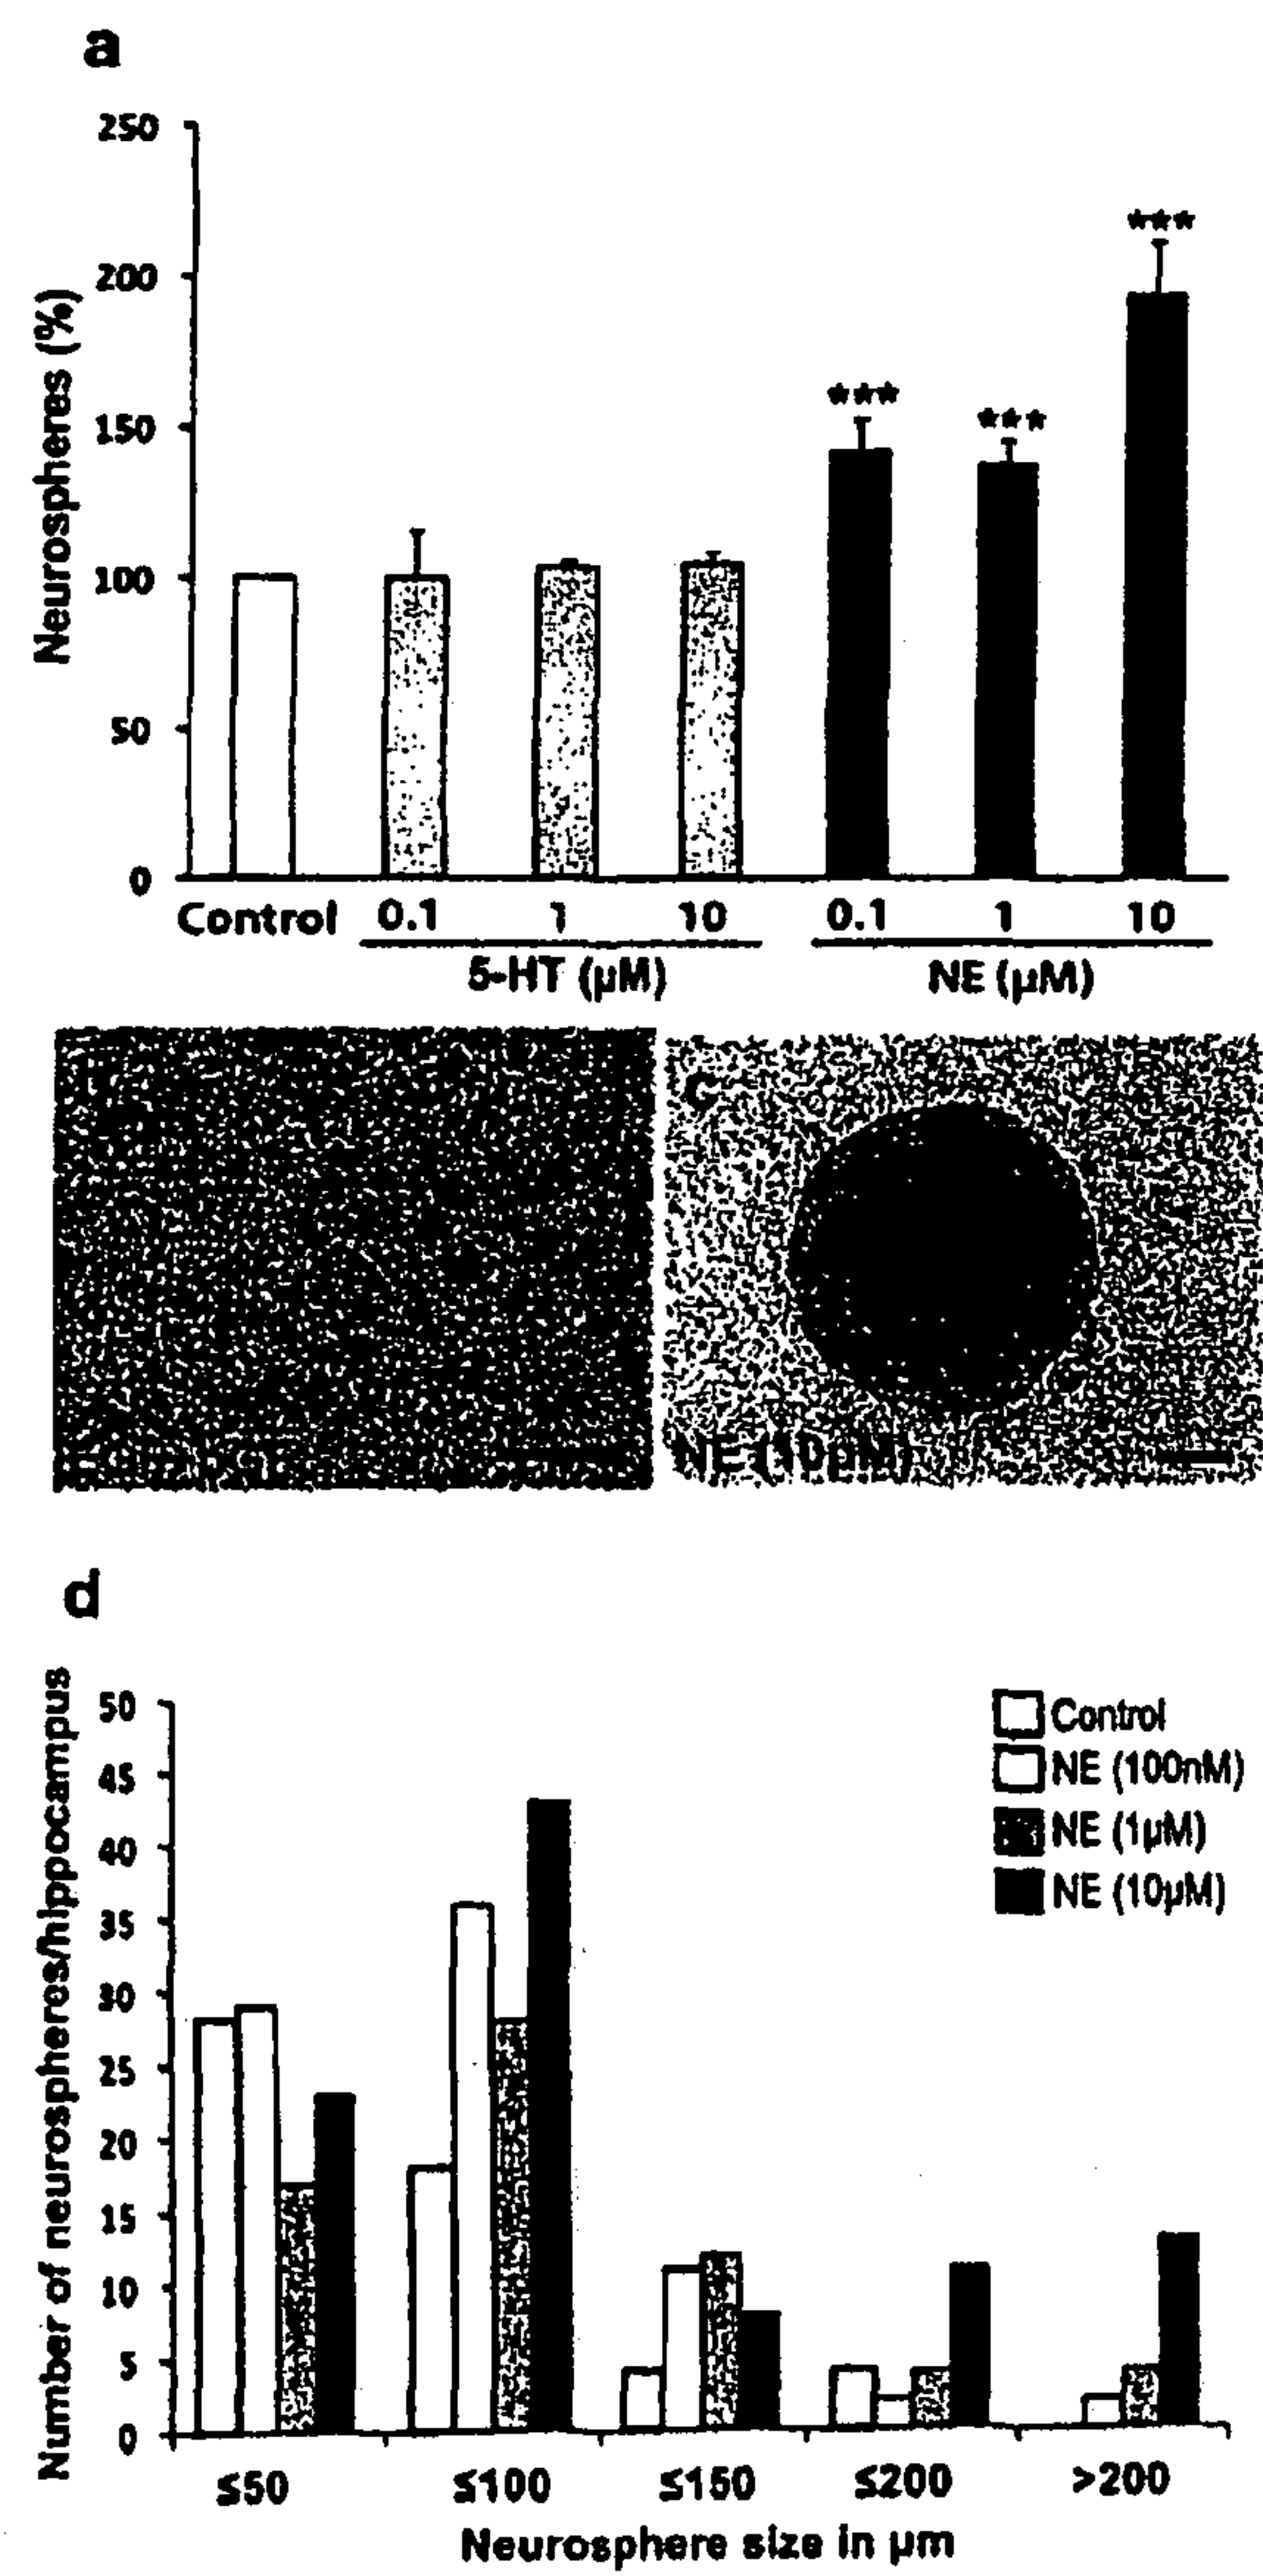 a
250
200
150
100
50
0
Neurospheres (%)
***
***
***
Control 0.1 1 10 0.1 1 10
5-HT (µM) NE (µM)
c
NE (10µM)
d
50
45
40
35
30
25
20
15
10
5
0
Number of neurospheres/hippocampus
Control
NE (100nM)
NE (1µM)
NE (10µM)
≤50 ≤100 ≤150 ≤200 >200
Neurosphere size in µm